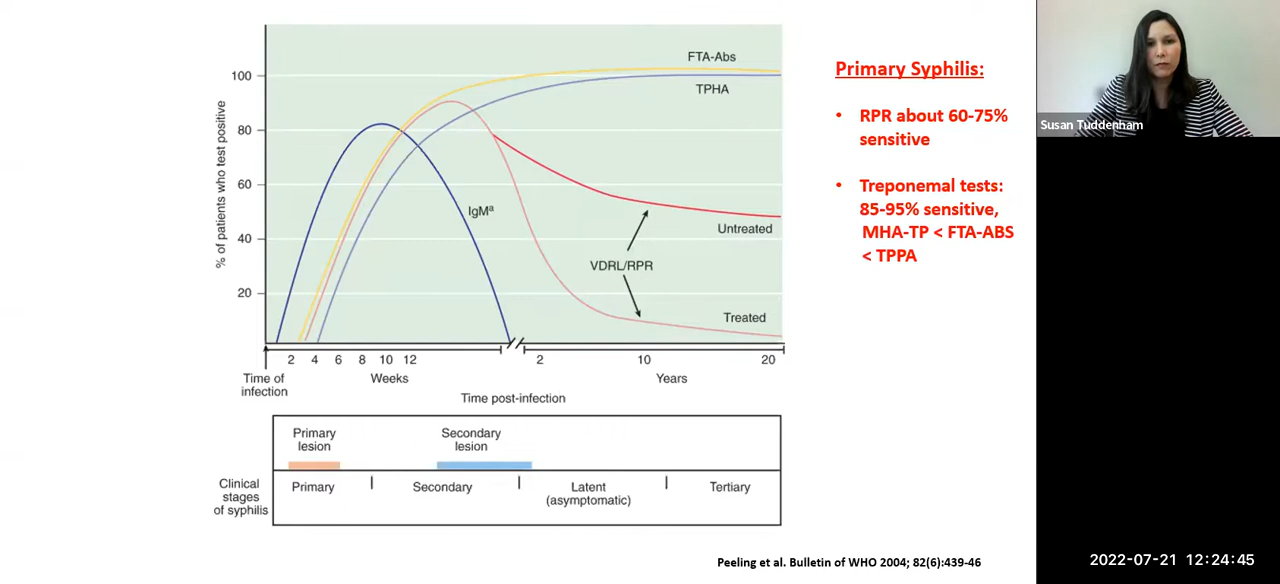 FTA-Abs
100
TPHA
80
60
IgMᵃ
40
Untreated
VDRL/RPR
20
Treated
% of patients who test positive
2 4 6 8 10 12 2 10 20
Time of
infection
Weeks
Years
Time post-infection
Primary
lesion
Secondary
lesion
Clinical
stages
of syphilis
Primary
Secondary
Latent
(asymptomatic)
Tertiary
Primary Syphilis:
• RPR about 60-75%
sensitive
• Treponemal tests:
85-95% sensitive,
MHA-TP < FTA-ABS
< TPPA
Peeling et al. Bulletin of WHO 2004; 82(6):439-46
Susan Tuddenham
2022-07-21 12:24:45